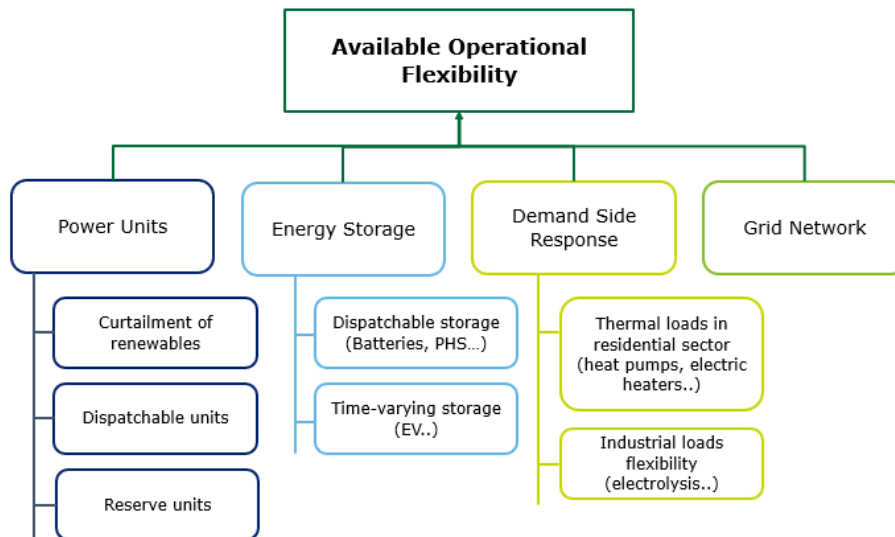 Available Operational
Flexibility
Power Units
Energy Storage
Demand Side
Response
Grid Network
Curtailment of
renewables
Dispatchable units
Reserve units
Dispatchable storage
(Batteries, PHS…)
Time-varying storage
(EV..)
Thermal loads in
residential sector
(heat pumps, electric
heaters..)
Industrial loads
flexibility
(electrolysis..)